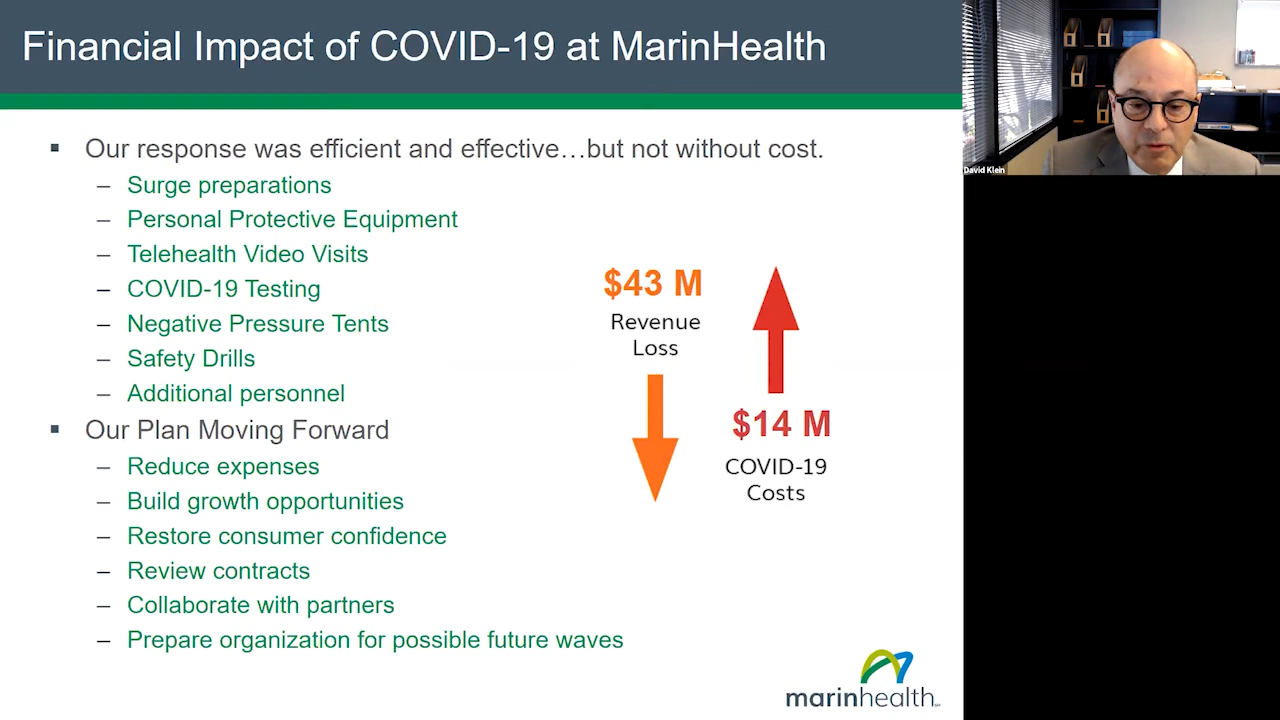 Financial Impact of COVID-19 at MarinHealth
Our response was efficient and effective…but not without cost.
– Surge preparations
– Personal Protective Equipment
– Telehealth Video Visits
– COVID-19 Testing
– Negative Pressure Tents
– Safety Drills
– Additional personnel
Our Plan Moving Forward
– Reduce expenses
– Build growth opportunities
– Restore consumer confidence
– Review contracts
– Collaborate with partners
– Prepare organization for possible future waves
$43 M
Revenue
Loss
$14 M
COVID-19
Costs
marinhealth
David Klein